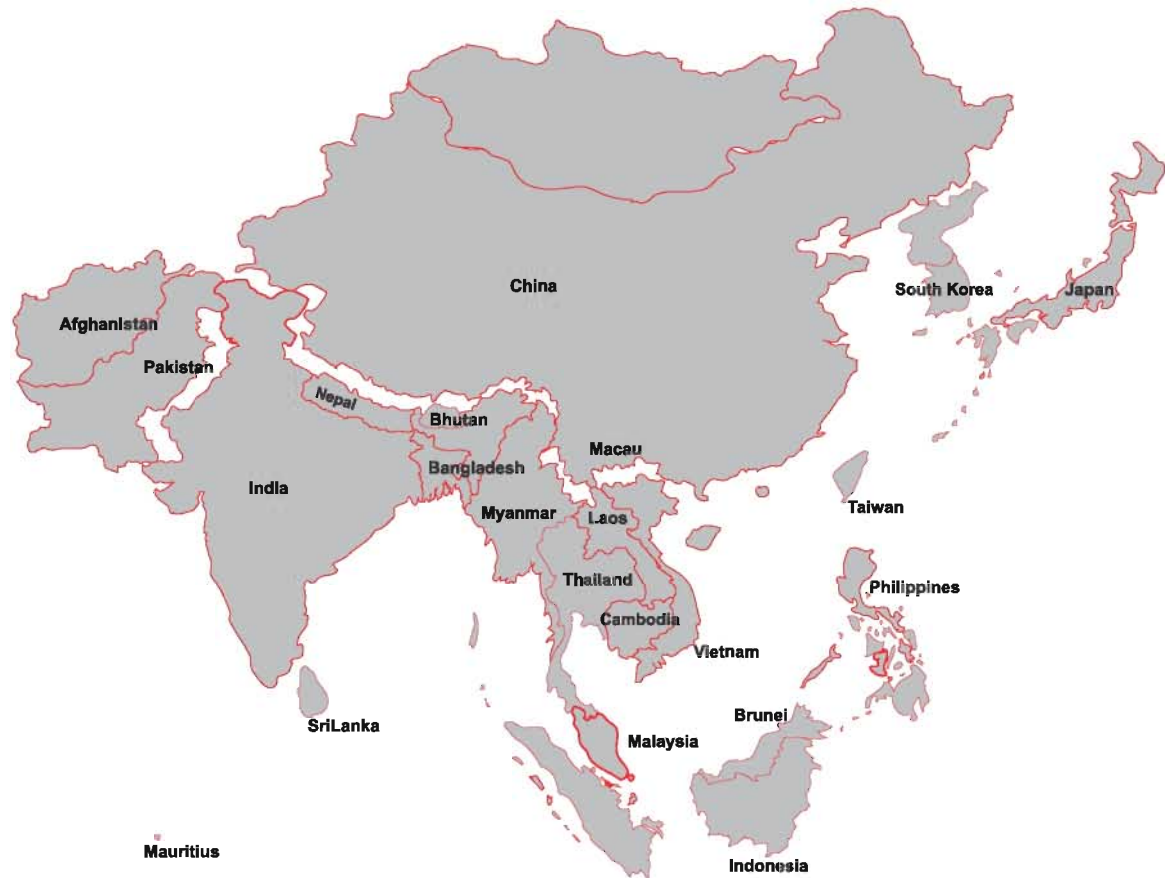 China
South Korea
Japan
Afghanistan
Pakistan
Nepal
Bhutan
Macau
Bangladesh
India
Myanmar
Laos
Taiwan
Thailand
Philippines
Cambodia
Vietnam
SriLanka
Brunei
Malaysia
Mauritius
Indonesia